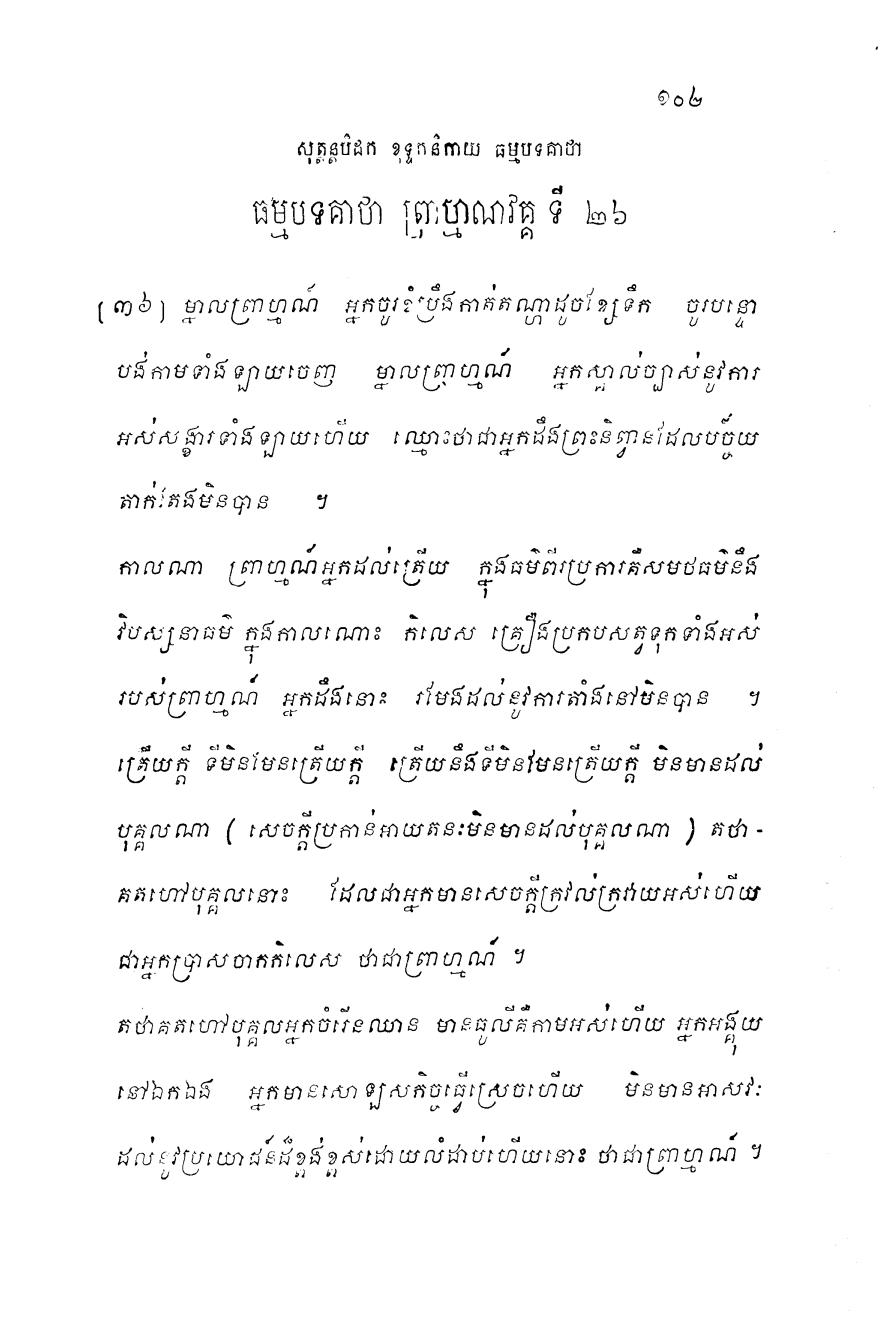 ១០២
សុត្តន្តបិដក ខុទ្ទកនិកាយ ធម្មបទគាថា
ធម្មបទគាថា ព្រាហ្មណវគ្គ ទី ២៦
[៣៦] ម្នាលព្រាហ្មណ៍ អ្នកចូរខំប្រឹងកាត់តណ្ហាដូចខ្សែទឹក ចូរបន្ទោ
បង់កាមទាំងឡាយចេញ ម្នាលព្រាហ្មណ៍ អ្នកស្គាល់ច្បាស់នូវការ
អស់សង្ខារទាំងឡាយហើយ ឈ្មោះថាជាអ្នកដឹងព្រះនិព្វានដែលបច្ច័យ
តាក់តែងមិនបាន ។
កាលណា ព្រាហ្មណ៍អ្នកដល់ត្រើយ ក្នុងធម៌ពីរប្រការគឺសមថធម៌នឹង
វិបស្សនាធម៌ ក្នុងកាលណោះ កិលេស គ្រឿងប្រកបសត្វទុកទាំងអស់
របស់ព្រាហ្មណ៍ អ្នកដឹងនោះ រមែងដល់នូវការតាំងនៅមិនបាន ។
ត្រើយក្តី ទីមិនមែនត្រើយក្តី ត្រើយនឹងទីមិនមែនត្រើយក្តី មិនមានដល់
បុគ្គលណា ( សេចក្តីប្រកាន់អាយតនៈមិនមានដល់បុគ្គលណា ) តថា-
គតហៅបុគ្គលនោះ ដែលជាអ្នកមានសេចក្តីក្រវល់ក្រវាយអស់ហើយ
ជាអ្នកប្រាសចាកកិលេស ថាជាព្រាហ្មណ៍ ។
តថាគតហៅបុគ្គលអ្នកចំរើនឈាន មានធូលីគឺកាមអស់ហើយ អ្នកអង្គុយ
នៅឯកឯង អ្នកមានសោឡសកិច្ចធ្វើស្រេចហើយ មិនមានអាសវៈ
ដល់នូវប្រយោជន៍ដ៏ខ្ពង់ខ្ពស់ដោយលំដាប់ហើយនោះ ថាជាព្រាហ្មណ៍ ។